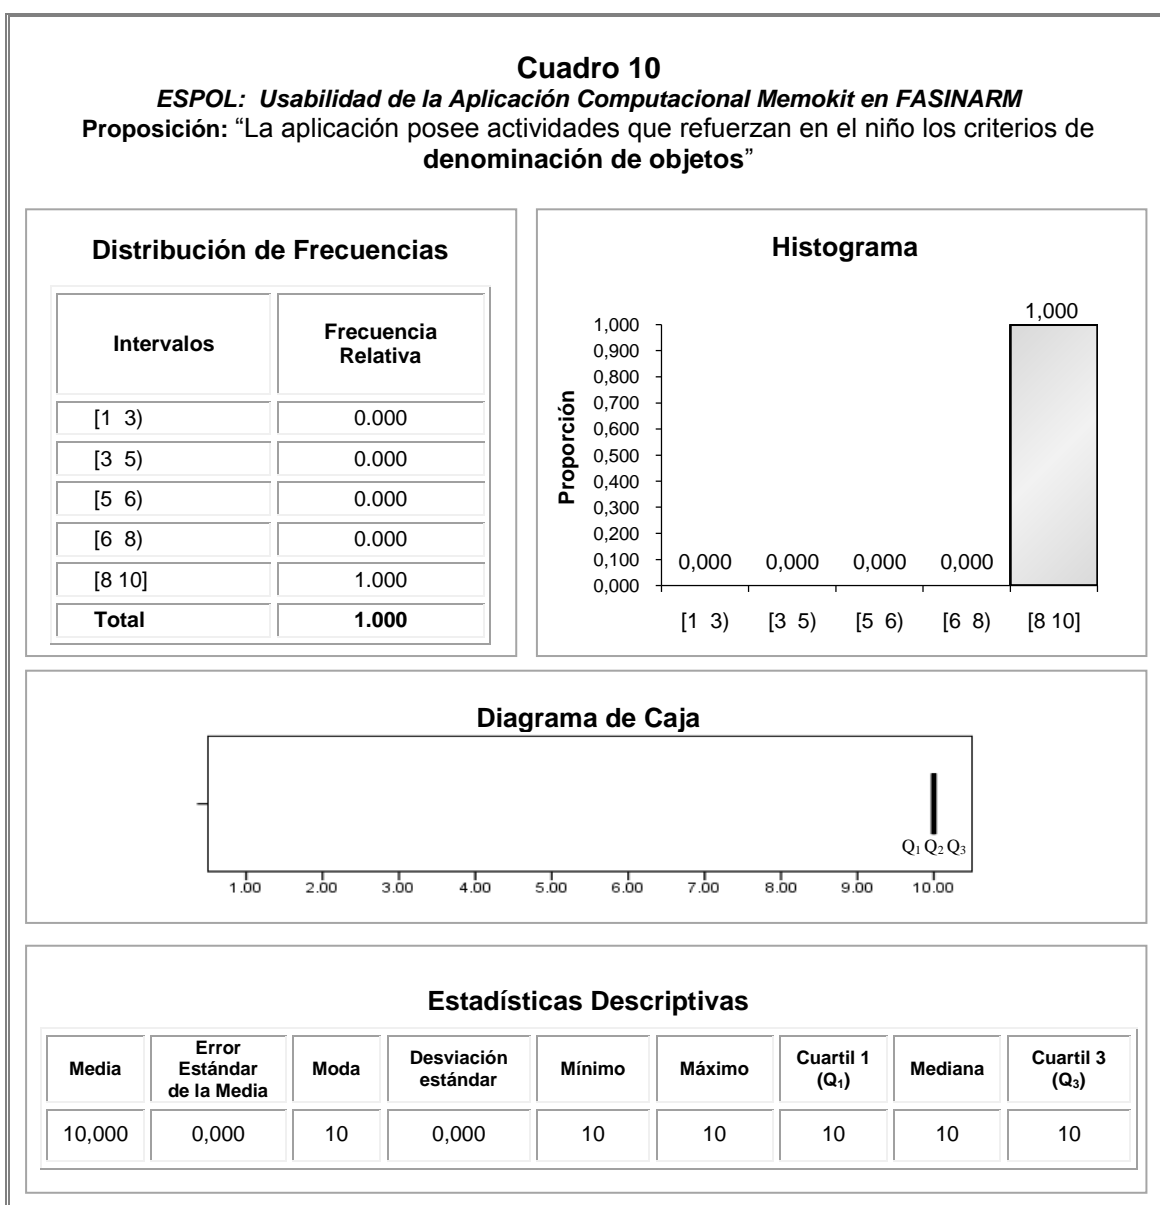 Cuadro 10
ESPOL: Usabilidad de la Aplicación Computacional Memokit en FASINARM
Proposición: “La aplicación posee actividades que refuerzan en el niño los criterios de
denominación de objetos”
Distribución de Frecuencias
Intervalos
Frecuencia
Relativa
[1 3) 0.000
[3 5) 0.000
[5 6) 0.000
[6 8) 0.000
[8 10] 1.000
Total 1.000
Histograma
Proporción
1,000
0,900
0,800
0,700
0,600
0,500
0,400
0,300
0,200
0,100
0,000
0,000 0,000 0,000 0,000 1,000
[1 3) [3 5) [5 6) [6 8) [8 10]
Diagrama de Caja
Q1 Q2 Q3
1.00 2.00 3.00 4.00 5.00 6.00 7.00 8.00 9.00 10.00
Estadísticas Descriptivas
Media
Error
Estándar
de la Media
Moda
Desviación
estándar
Mínimo
Máximo
Cuartil 1
(Q1)
Mediana
Cuartil 3
(Q3)
10,000 0,000 10 0,000 10 10 10 10 10